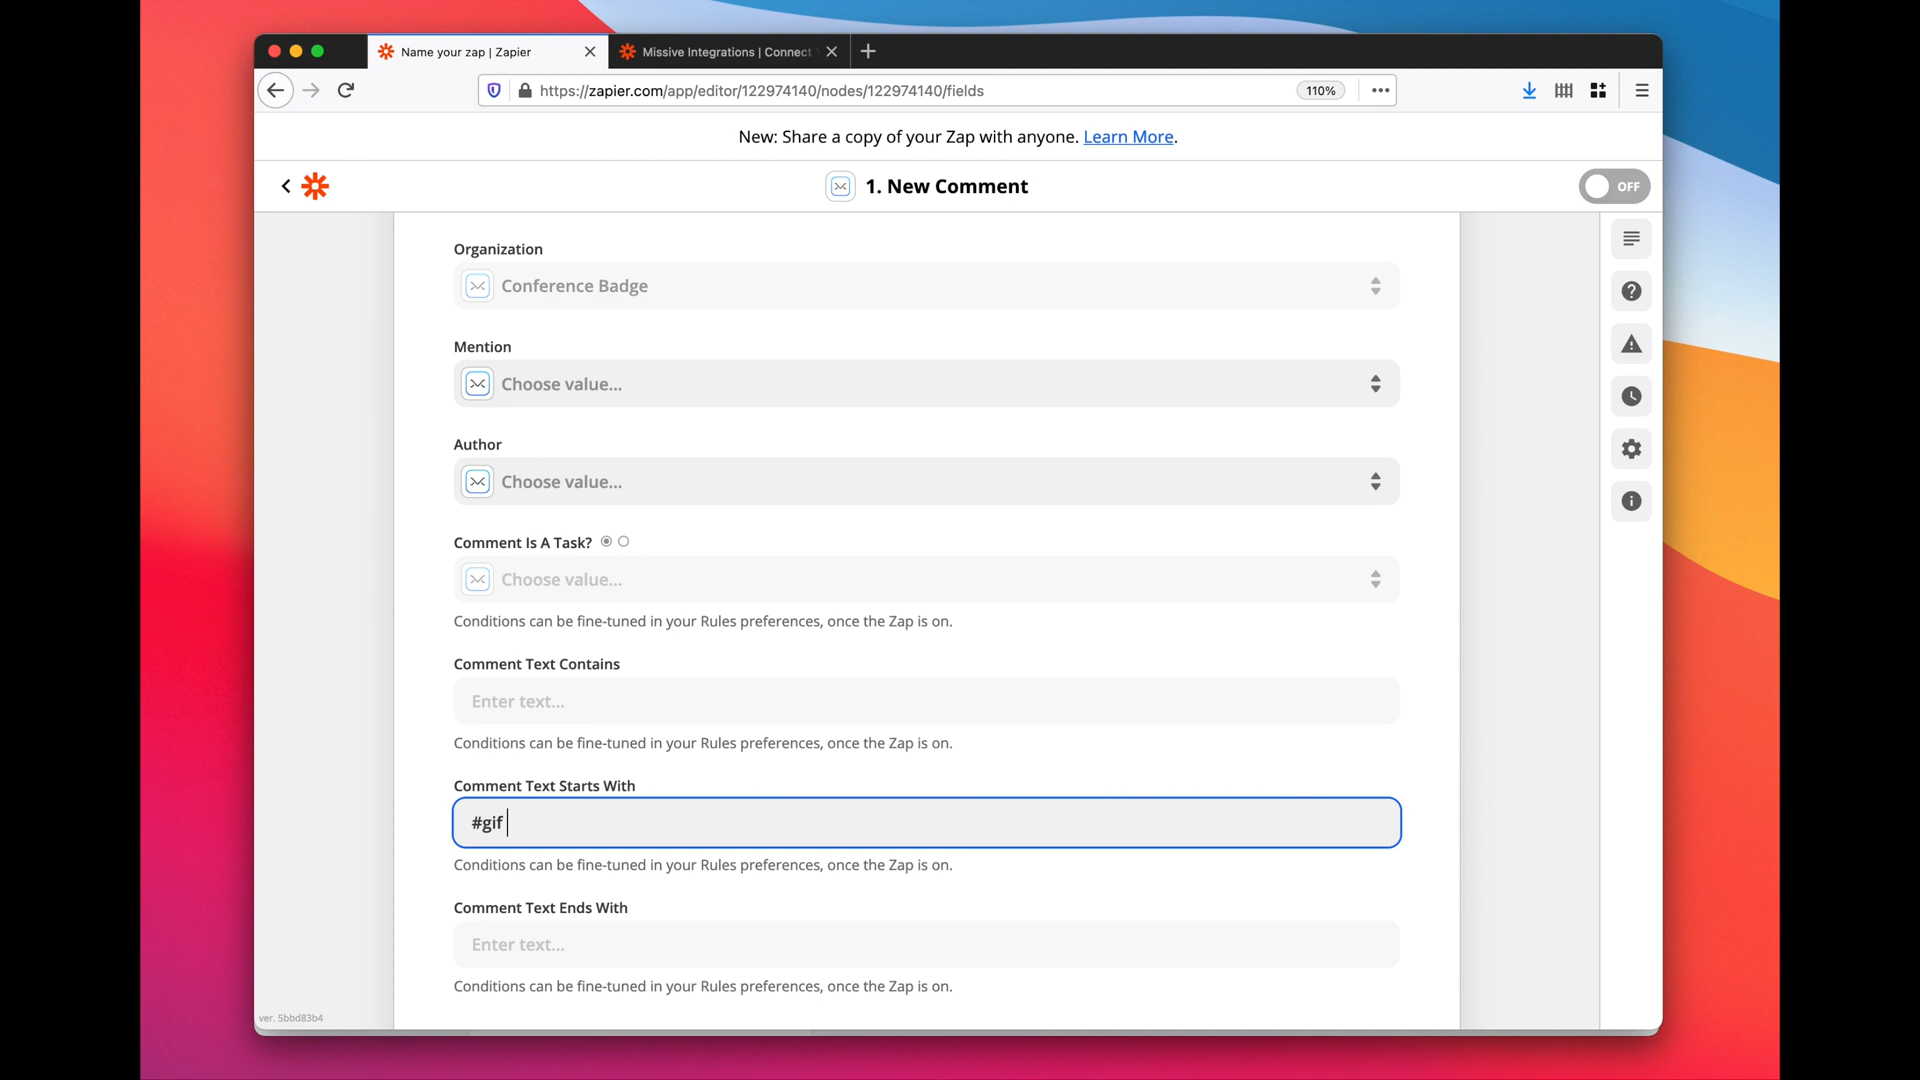 Name your zap | Zapier
Missive Integrations | Connect
https://zapier.com/app/editor/122974140/nodes/122974140/fields
110%
New: Share a copy of your Zap with anyone. Learn More.
1. New Comment
OFF
Organization
Conference Badge
Mention
Choose value...
Author
Choose value...
Comment Is A Task?
Choose value...
Conditions can be fine-tuned in your Rules preferences, once the Zap is on.
Comment Text Contains
Enter text...
Conditions can be fine-tuned in your Rules preferences, once the Zap is on.
Comment Text Starts With
#gif
Conditions can be fine-tuned in your Rules preferences, once the Zap is on.
Comment Text Ends With
Enter text...
Conditions can be fine-tuned in your Rules preferences, once the Zap is on.
ver. 5bbd83b4